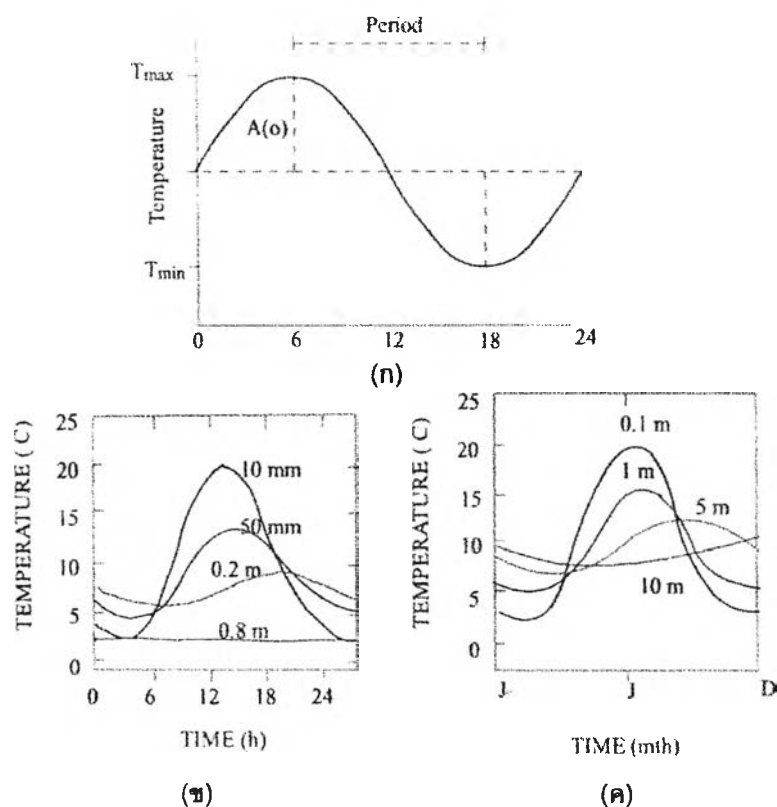 Period
Tmax
A(o)
Temperature
Tmin
0 6 12 18 24
(ก)
25
20
15
10
5
0
TEMPERATURE ( C)
10 mm
50 mm
0.2 m
0.8 m
0 6 12 18 24
TIME (h)
(ข)
25
20
15
10
5
0
TEMPERATURE ( C)
0.1 m
1 m
5 m
10 m
J J D
TIME (mth)
(ค)